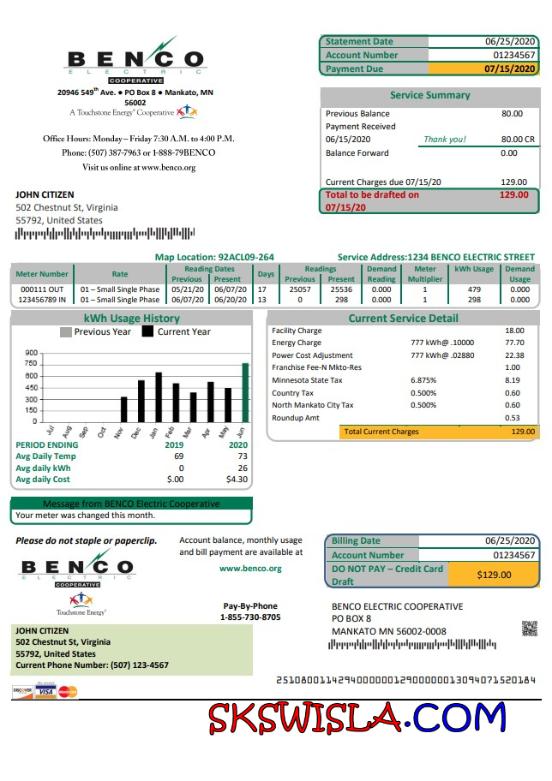 BENCO
ELECTRIC
COOPERATIVE
20946 549th Ave. ● PO Box 8 ● Mankato, MN
56002
A Touchstone Energy® Cooperative
Office Hours: Monday – Friday 7:30 A.M. to 4:00 P.M.
Phone: (507) 387-7963 or 1-888-79BENCO
Visit us online at www.benco.org
Statement Date 06/25/2020
Account Number 01234567
Payment Due 07/15/2020
Service Summary
Previous Balance 80.00
Payment Received
06/15/2020 Thank you! 80.00 CR
Balance Forward 0.00
Current Charges due 07/15/20 129.00
Total to be drafted on 129.00
07/15/20
JOHN CITIZEN
502 Chestnut St, Virginia
55792, United States
Map Location: 92ACL09-264 Service Address:1234 BENCO ELECTRIC STREET
Meter Number Rate Reading Dates Previous Present Days Readings Previous Present Demand Reading Meter Multiplier kWh Usage Demand Usage
000111 OUT 01 – Small Single Phase 05/21/20 06/07/20 17 25057 25536 0.000 1 479 0.000
123456789 IN 01 – Small Single Phase 06/07/20 06/20/20 13 0 298 0.000 1 298 0.000
kWh Usage History
Previous Year Current Year
900
750
600
450
300
150
0
Jul Aug Sep Oct Nov Dec Jan Feb Mar Apr May Jun
PERIOD ENDING 2019 2020
Avg Daily Temp 69 73
Avg daily kWh 0 26
Avg daily Cost $.00 $4.30
Current Service Detail
Facility Charge 18.00
Energy Charge 777 kWh@ .10000 77.70
Power Cost Adjustment 777 kWh@ .02880 22.38
Franchise Fee-N Mkto-Res 1.00
Minnesota State Tax 6.875% 8.19
Country Tax 0.500% 0.60
North Mankato City Tax 0.500% 0.60
Roundup Amt 0.53
Total Current Charges 129.00
Message from BENCO Electric Cooperative
Your meter was changed this month.
Please do not staple or paperclip.
BENCO
ELECTRIC
COOPERATIVE
Touchstone Energy®
Account balance, monthly usage
and bill payment are available at
www.benco.org
Pay-By-Phone
1-855-730-8705
Billing Date 06/25/2020
Account Number 01234567
DO NOT PAY – Credit Card
Draft $129.00
BENCO ELECTRIC COOPERATIVE
PO BOX 8
MANKATO MN 56002-0008
JOHN CITIZEN
502 Chestnut St, Virginia
55792, United States
Current Phone Number: (507) 123-4567
DISCOVER VISA MasterCard
2510800114294000000129000000130940715201​84
SKSWISLA.COM